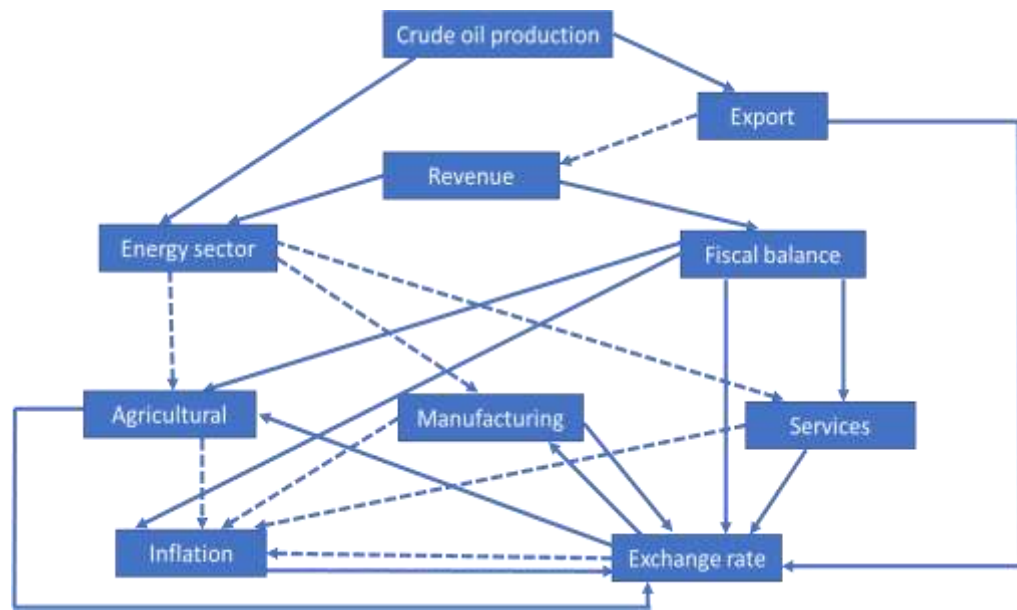 Crude oil production
Export
Revenue
Energy sector
Fiscal balance
Agricultural
Manufacturing
Services
Inflation
Exchange rate